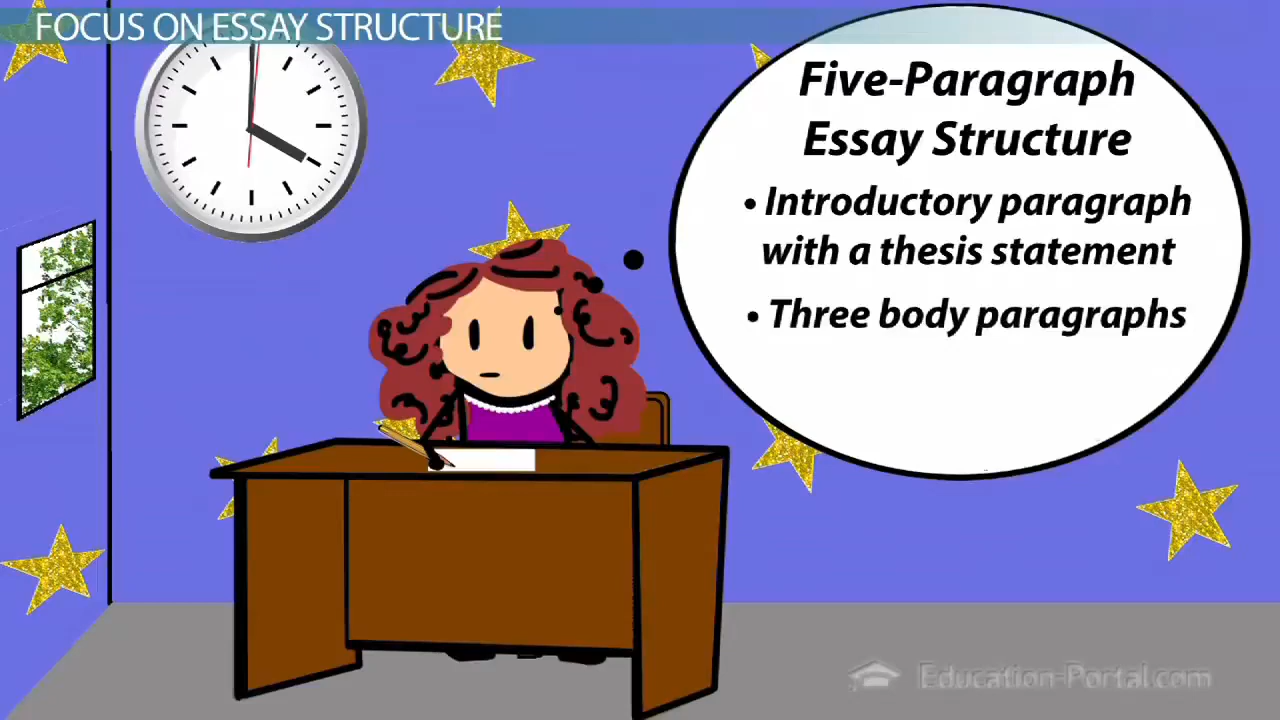 FOCUS ON ESSAY STRUCTURE
Five-Paragraph
Essay Structure
• Introductory paragraph
with a thesis statement
• Three body paragraphs
Education-Portal.com